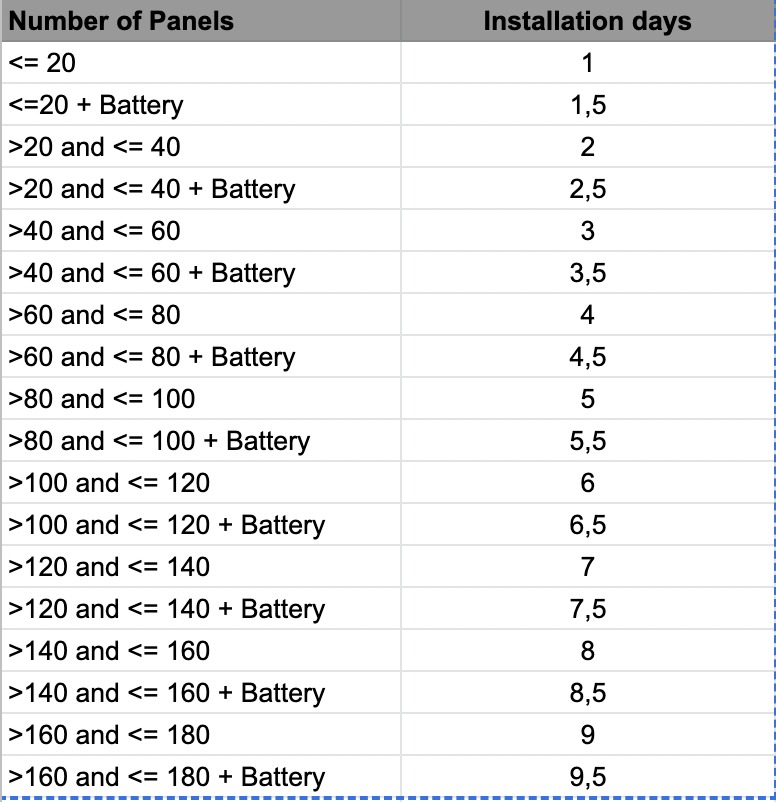 Number of Panels Installation days
<= 20 1
<=20 + Battery 1,5
>20 and <= 40 2
>20 and <= 40 + Battery 2,5
>40 and <= 60 3
>40 and <= 60 + Battery 3,5
>60 and <= 80 4
>60 and <= 80 + Battery 4,5
>80 and <= 100 5
>80 and <= 100 + Battery 5,5
>100 and <= 120 6
>100 and <= 120 + Battery 6,5
>120 and <= 140 7
>120 and <= 140 + Battery 7,5
>140 and <= 160 8
>140 and <= 160 + Battery 8,5
>160 and <= 180 9
>160 and <= 180 + Battery 9,5